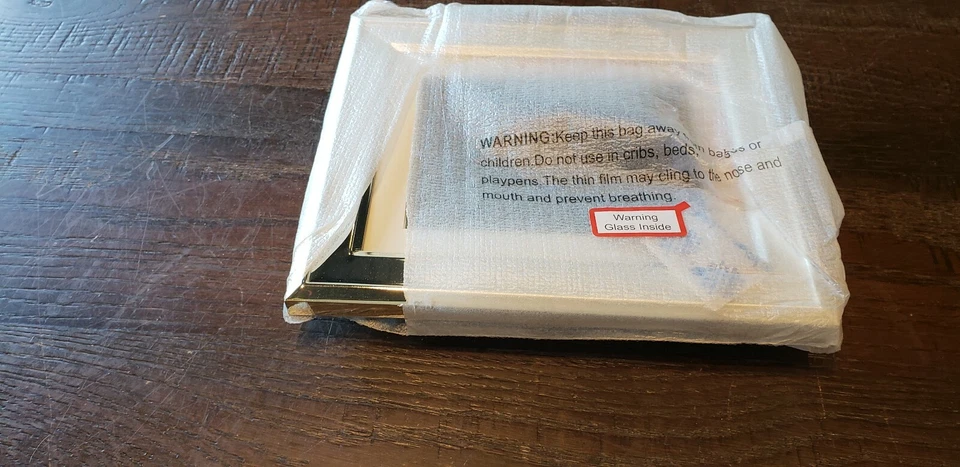 WARNING:Keep this bag away
children.Do not use in cribs, beds, or
playpens.The thin film may cling to the nose and
mouth and prevent breathing.
Warning
Glass Inside